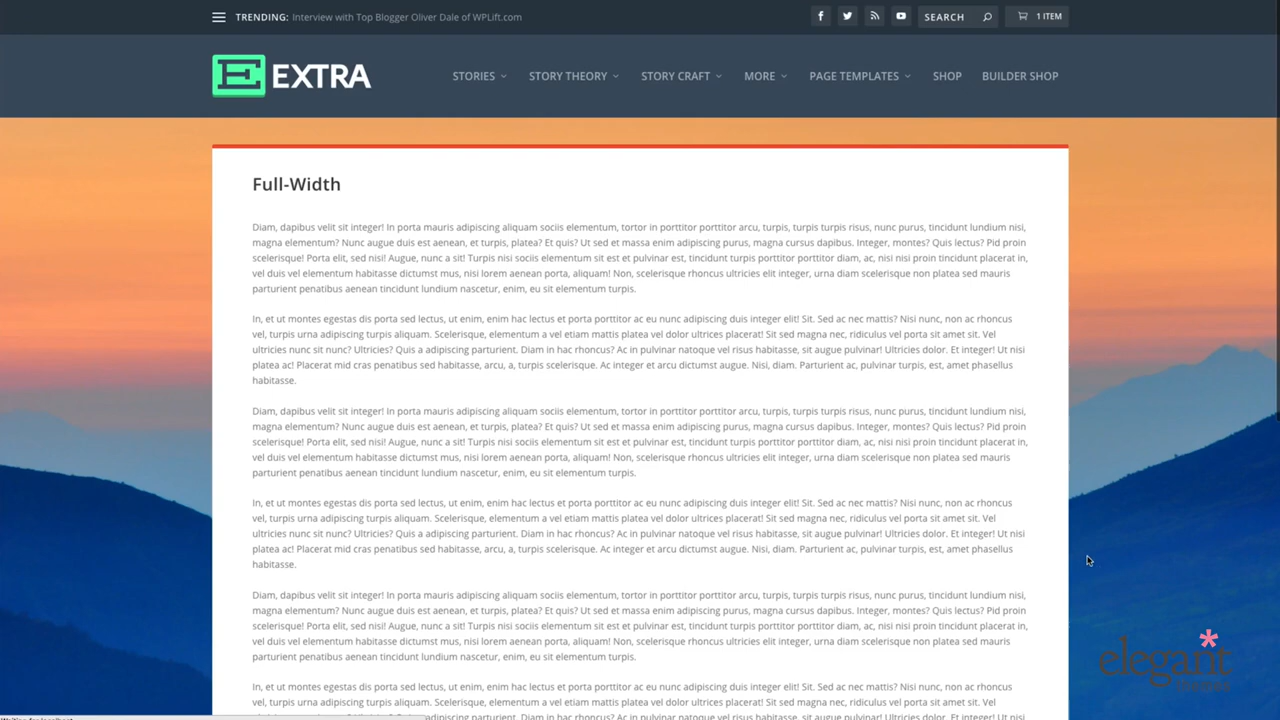 TRENDING: Interview with Top Blogger Oliver Dale of WPLift.com
SEARCH
1 ITEM
E EXTRA
STORIES STORY THEORY STORY CRAFT MORE PAGE TEMPLATES SHOP BUILDER SHOP
Full-Width
Diam, dapibus velit sit integer! In porta mauris adipiscing aliquam sociis elementum, tortor in porttitor porttitor arcu, turpis, turpis turpis risus, nunc purus, tincidunt lundium nisi,
magna elementum? Nunc augue duis est aenean, et turpis, platea? Et quis? Ut sed et massa enim adipiscing purus, magna cursus dapibus. Integer, montes? Quis lectus? Pid proin
scelerisque! Porta elit, sed nisi! Augue, nunc a sit! Turpis nisi sociis elementum sit est et pulvinar est, tincidunt turpis porttitor porttitor diam, ac, nisi nisi proin tincidunt placerat in,
vel duis vel elementum habitasse dictumst mus, nisi lorem aenean porta, aliquam! Non, scelerisque rhoncus ultricies elit integer, urna diam scelerisque non platea sed mauris
parturient penatibus aenean tincidunt lundium nascetur, enim, eu sit elementum turpis.
In, et ut montes egestas dis porta sed lectus, ut enim, enim hac lectus et porta porttitor ac eu nunc adipiscing duis integer elit! Sit. Sed ac nec mattis? Nisi nunc, non ac rhoncus
vel, turpis urna adipiscing turpis aliquam. Scelerisque, elementum a vel etiam mattis platea vel dolor ultrices placerat! Sit sed magna nec, ridiculus vel porta sit amet sit. Vel
ultricies nunc sit nunc? Ultricies? Quis a adipiscing parturient. Diam in hac rhoncus? Ac in pulvinar natoque vel risus habitasse, sit augue pulvinar! Ultricies dolor. Et integer! Ut nisi
platea ac! Placerat mid cras penatibus sed habitasse, arcu, a, turpis scelerisque. Ac integer et arcu dictumst augue. Nisi, diam. Parturient ac, pulvinar turpis, est, amet phasellus
habitasse.
Diam, dapibus velit sit integer! In porta mauris adipiscing aliquam sociis elementum, tortor in porttitor porttitor arcu, turpis, turpis turpis risus, nunc purus, tincidunt lundium nisi,
magna elementum? Nunc augue duis est aenean, et turpis, platea? Et quis? Ut sed et massa enim adipiscing purus, magna cursus dapibus. Integer, montes? Quis lectus? Pid proin
scelerisque! Porta elit, sed nisi! Augue, nunc a sit! Turpis nisi sociis elementum sit est et pulvinar est, tincidunt turpis porttitor porttitor diam, ac, nisi nisi proin tincidunt placerat in,
vel duis vel elementum habitasse dictumst mus, nisi lorem aenean porta, aliquam! Non, scelerisque rhoncus ultricies elit integer, urna diam scelerisque non platea sed mauris
parturient penatibus aenean tincidunt lundium nascetur, enim, eu sit elementum turpis.
In, et ut montes egestas dis porta sed lectus, ut enim, enim hac lectus et porta porttitor ac eu nunc adipiscing duis integer elit! Sit. Sed ac nec mattis? Nisi nunc, non ac rhoncus
vel, turpis urna adipiscing turpis aliquam. Scelerisque, elementum a vel etiam mattis platea vel dolor ultrices placerat! Sit sed magna nec, ridiculus vel porta sit amet sit. Vel
ultricies nunc sit nunc? Ultricies? Quis a adipiscing parturient. Diam in hac rhoncus? Ac in pulvinar natoque vel risus habitasse, sit augue pulvinar! Ultricies dolor. Et integer! Ut nisi
platea ac! Placerat mid cras penatibus sed habitasse, arcu, a, turpis scelerisque. Ac integer et arcu dictumst augue. Nisi, diam. Parturient ac, pulvinar turpis, est, amet phasellus
habitasse.
Diam, dapibus velit sit integer! In porta mauris adipiscing aliquam sociis elementum, tortor in porttitor porttitor arcu, turpis, turpis turpis risus, nunc purus, tincidunt lundium nisi,
magna elementum? Nunc augue duis est aenean, et turpis, platea? Et quis? Ut sed et massa enim adipiscing purus, magna cursus dapibus. Integer, montes? Quis lectus? Pid proin
scelerisque! Porta elit, sed nisi! Augue, nunc a sit! Turpis nisi sociis elementum sit est et pulvinar est, tincidunt turpis porttitor porttitor diam, ac, nisi nisi proin tincidunt placerat in,
vel duis vel elementum habitasse dictumst mus, nisi lorem aenean porta, aliquam! Non, scelerisque rhoncus ultricies elit integer, urna diam scelerisque non platea sed mauris
parturient penatibus aenean tincidunt lundium nascetur, enim, eu sit elementum turpis.
In, et ut montes egestas dis porta sed lectus, ut enim, enim hac lectus et porta porttitor ac eu nunc adipiscing duis integer elit! Sit. Sed ac nec mattis? Nisi nunc, non ac rhoncus
elegant